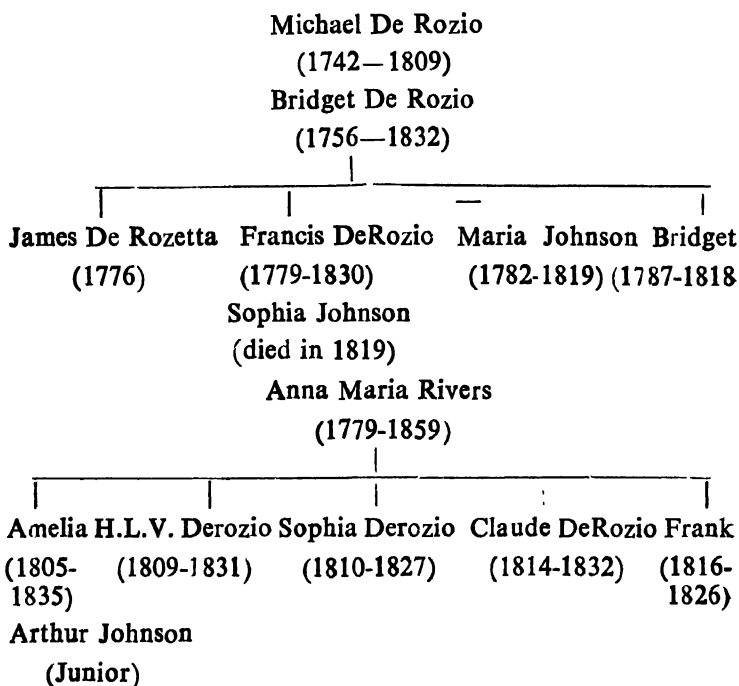 Michael De Rozio
(1742—1809)
Bridget De Rozio
(1756—1832)
James De Rozetta Francis DeRozio Maria Johnson Bridget
(1776) (1779-1830) (1782-1819) (1787-1818
Sophia Johnson
(died in 1819)
Anna Maria Rivers
(1779-1859)
Amelia H.L.V. Derozio Sophia Derozio Claude DeRozio Frank
(1805- (1809-1831) (1810-1827) (1814-1832) (1816-
1835) 1826)
Arthur Johnson
(Junior)